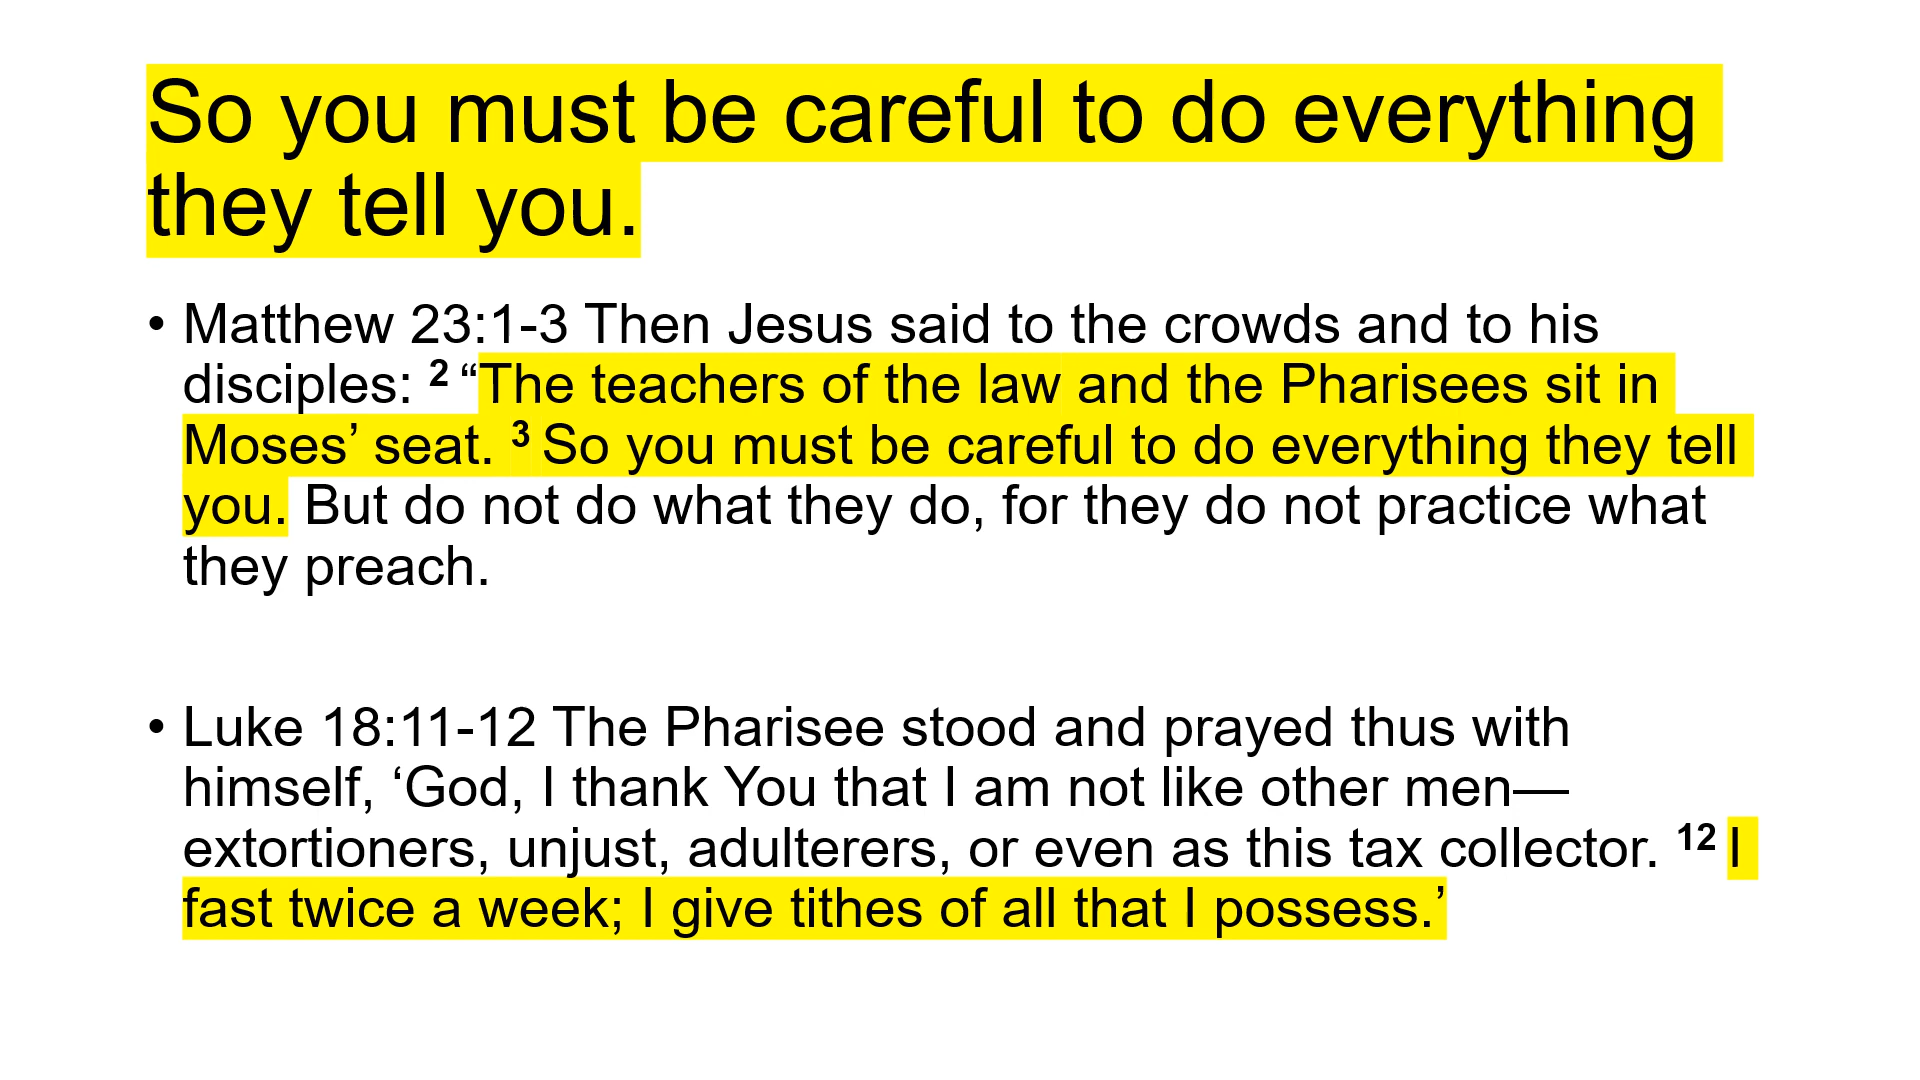 So you must be careful to do everything
they tell you.
• Matthew 23:1-3 Then Jesus said to the crowds and to his
disciples: ² “The teachers of the law and the Pharisees sit in
Moses’ seat. ³ So you must be careful to do everything they tell
you. But do not do what they do, for they do not practice what
they preach.
• Luke 18:11-12 The Pharisee stood and prayed thus with
himself, ‘God, I thank You that I am not like other men—
extortioners, unjust, adulterers, or even as this tax collector. ¹² I
fast twice a week; I give tithes of all that I possess.’